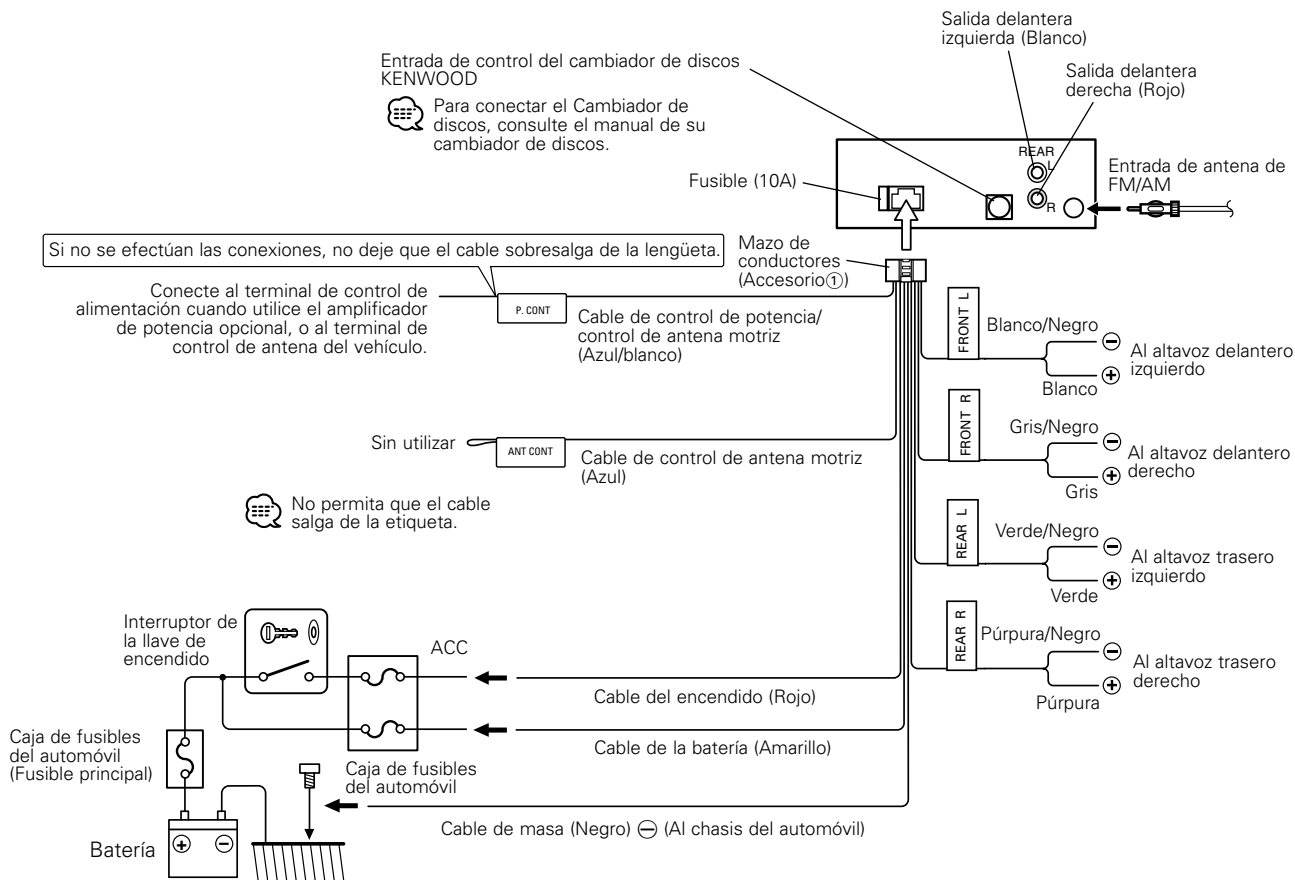 Salida delantera
izquierda (Blanco)
Entrada de control del cambiador de discos
KENWOOD
Salida delantera
derecha (Rojo)
Para conectar el Cambiador de
discos, consulte el manual de su
cambiador de discos.
REAR
L
R
Entrada de antena de
FM/AM
Fusible (10A)
Si no se efectúan las conexiones, no deje que el cable sobresalga de la lengüeta.
Mazo de
conductores
(Accesorio①)
Conecte al terminal de control de
alimentación cuando utilice el amplificador
de potencia opcional, o al terminal de
control de antena del vehículo.
P. CONT
Cable de control de potencia/
control de antena motriz
(Azul/blanco)
FRONT L
Blanco/Negro
⊖
Al altavoz delantero
izquierdo
⊕
Blanco
FRONT R
Gris/Negro
⊖
Al altavoz delantero
derecho
⊕
Gris
Sin utilizar
ANT CONT
Cable de control de antena motriz
(Azul)
No permita que el cable
salga de la etiqueta.
REAR L
Verde/Negro
⊖
Al altavoz trasero
izquierdo
⊕
Verde
REAR R
Púrpura/Negro
⊖
Al altavoz trasero
derecho
⊕
Púrpura
Interruptor de
la llave de
encendido
ACC
Cable del encendido (Rojo)
Cable de la batería (Amarillo)
Caja de fusibles
del automóvil
(Fusible principal)
Caja de fusibles
del automóvil
Cable de masa (Negro) ⊖ (Al chasis del automóvil)
Batería
⊕ ⊖